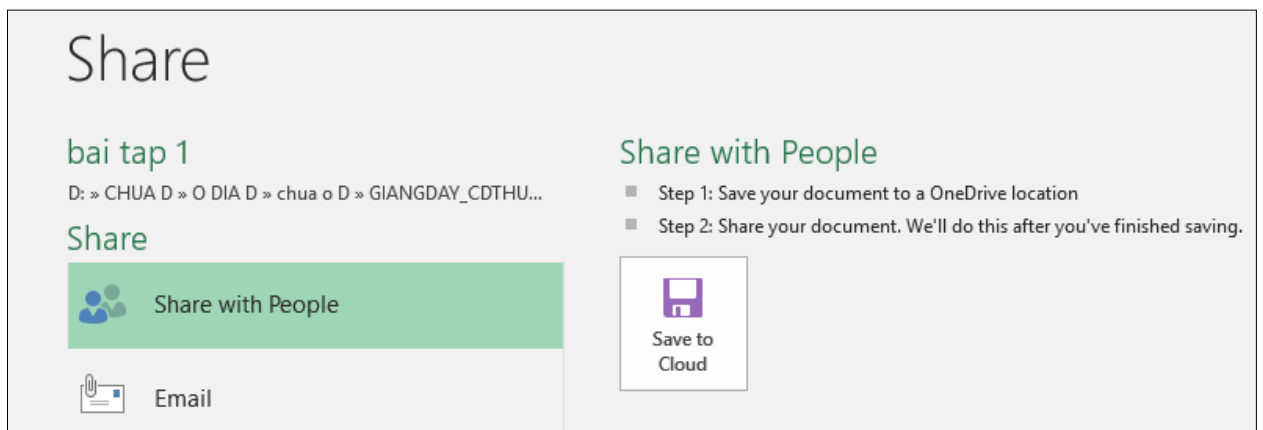 Share
bai tap 1
D: » CHUA D » O DIA D » chua o D » GIANGDAY_CDTHU...
Share
Share with People
Email
Share with People
Step 1: Save your document to a OneDrive location
Step 2: Share your document. We'll do this after you've finished saving.
Save to
Cloud